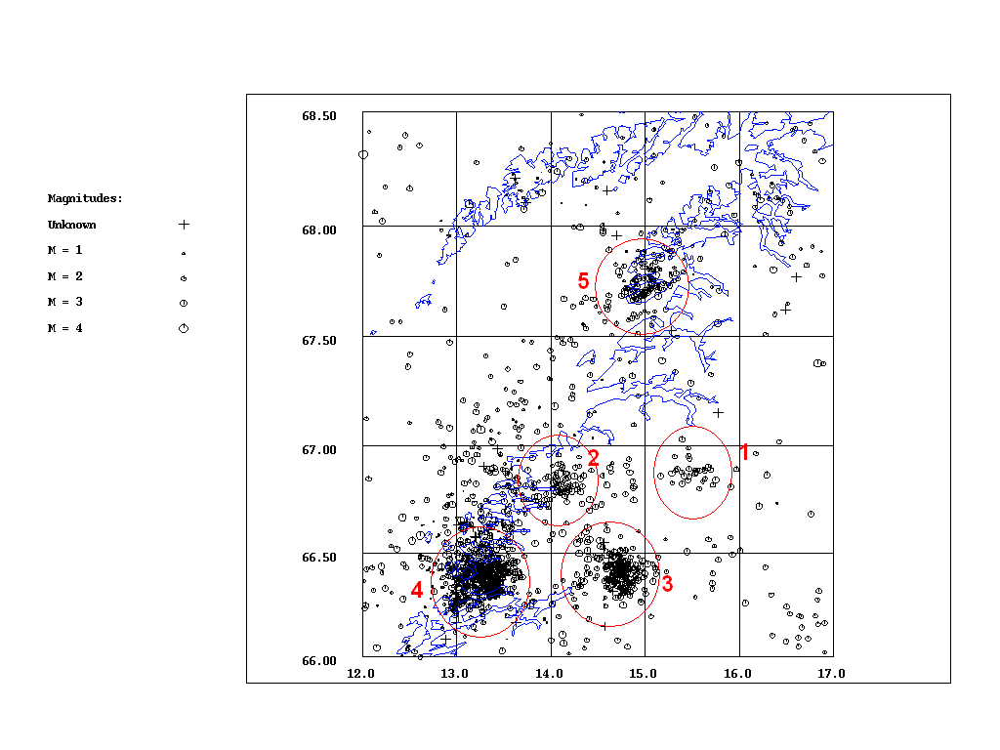 Magnitudes:
Unknown
M = 1
M = 2
M = 3
M = 4
68.50
68.00
67.50
67.00
66.50
66.00
12.0 13.0 14.0 15.0 16.0 17.0
5
2
1
4
3